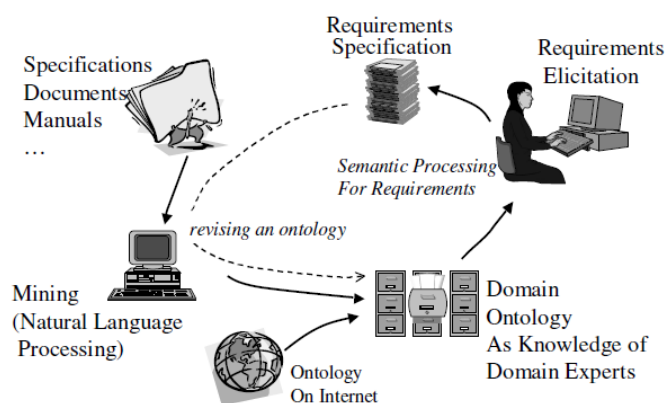 Specifications
Documents
Manuals
…
Requirements
Specification
Requirements
Elicitation
Semantic Processing
For Requirements
revising an ontology
Mining
(Natural Language
Processing)
Ontology
On Internet
Domain
Ontology
As Knowledge of
Domain Experts